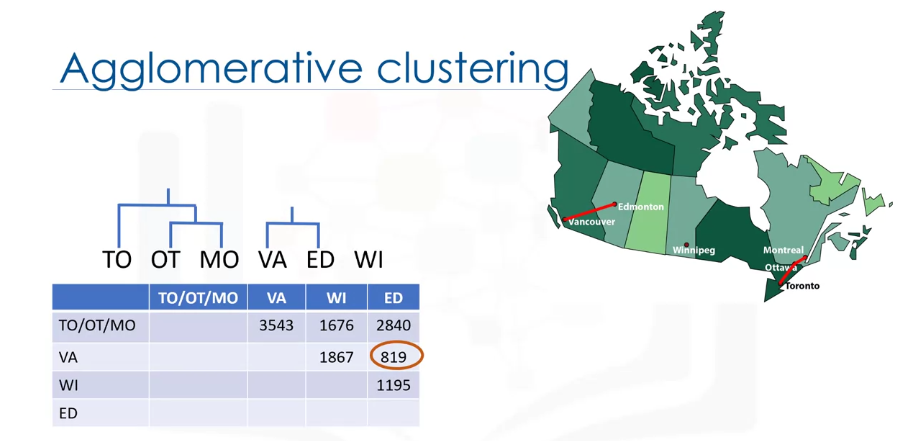 Agglomerative clustering
Edmonton
Vancouver
Winnipeg
Montreal
Ottawa
Toronto
TO OT MO VA ED WI
TO/OT/MO VA WI ED
TO/OT/MO 3543 1676 2840
VA 1867 819
WI 1195
ED